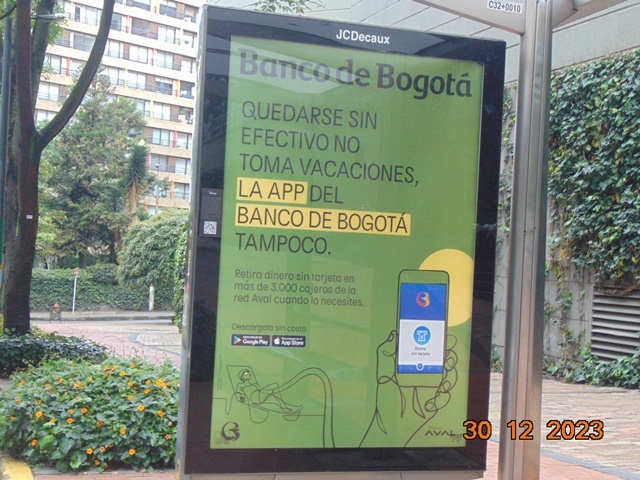 C32+0010
JCDecaux
Banco de Bogotá
QUEDARSE SIN
EFECTIVO NO
TOMA VACACIONES,
LA APP DEL
BANCO DE BOGOTÁ
TAMPOCO.
Retira dinero sin tarjeta en
más de 3.000 cajeros de la
red Aval cuando lo necesites.
Descárgala sin costo
Google Play
App Store
Retiro
sin tarjeta
AVAL
30 12 2023